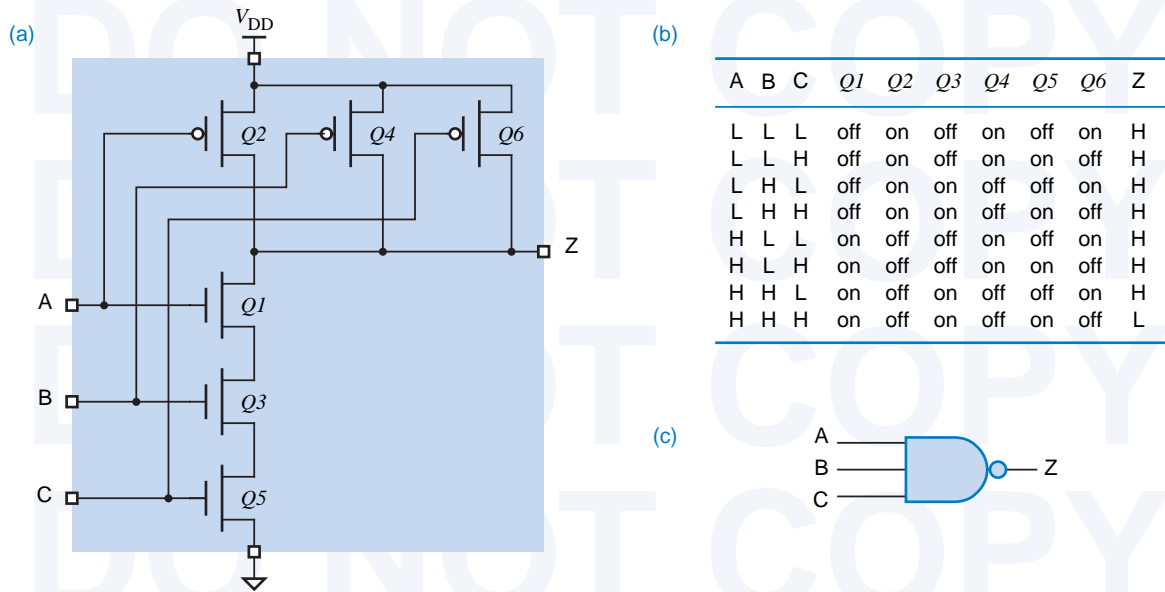 DO NOT COPY
DO NOT COPY
DO NOT COPY
DO NOT COPY
(a)
VDD
Q2
Q4
Q6
Z
A
Q1
B
Q3
C
Q5
(b)
A B C Q1 Q2 Q3 Q4 Q5 Q6 Z
L L L off on off on off on H
L L H off on off on on off H
L H L off on on off off on H
L H H off on on off on off H
H L L on off off on off on H
H L H on off off on on off H
H H L on off on off off on H
H H H on off on off on off L
(c)
A
B
C
Z